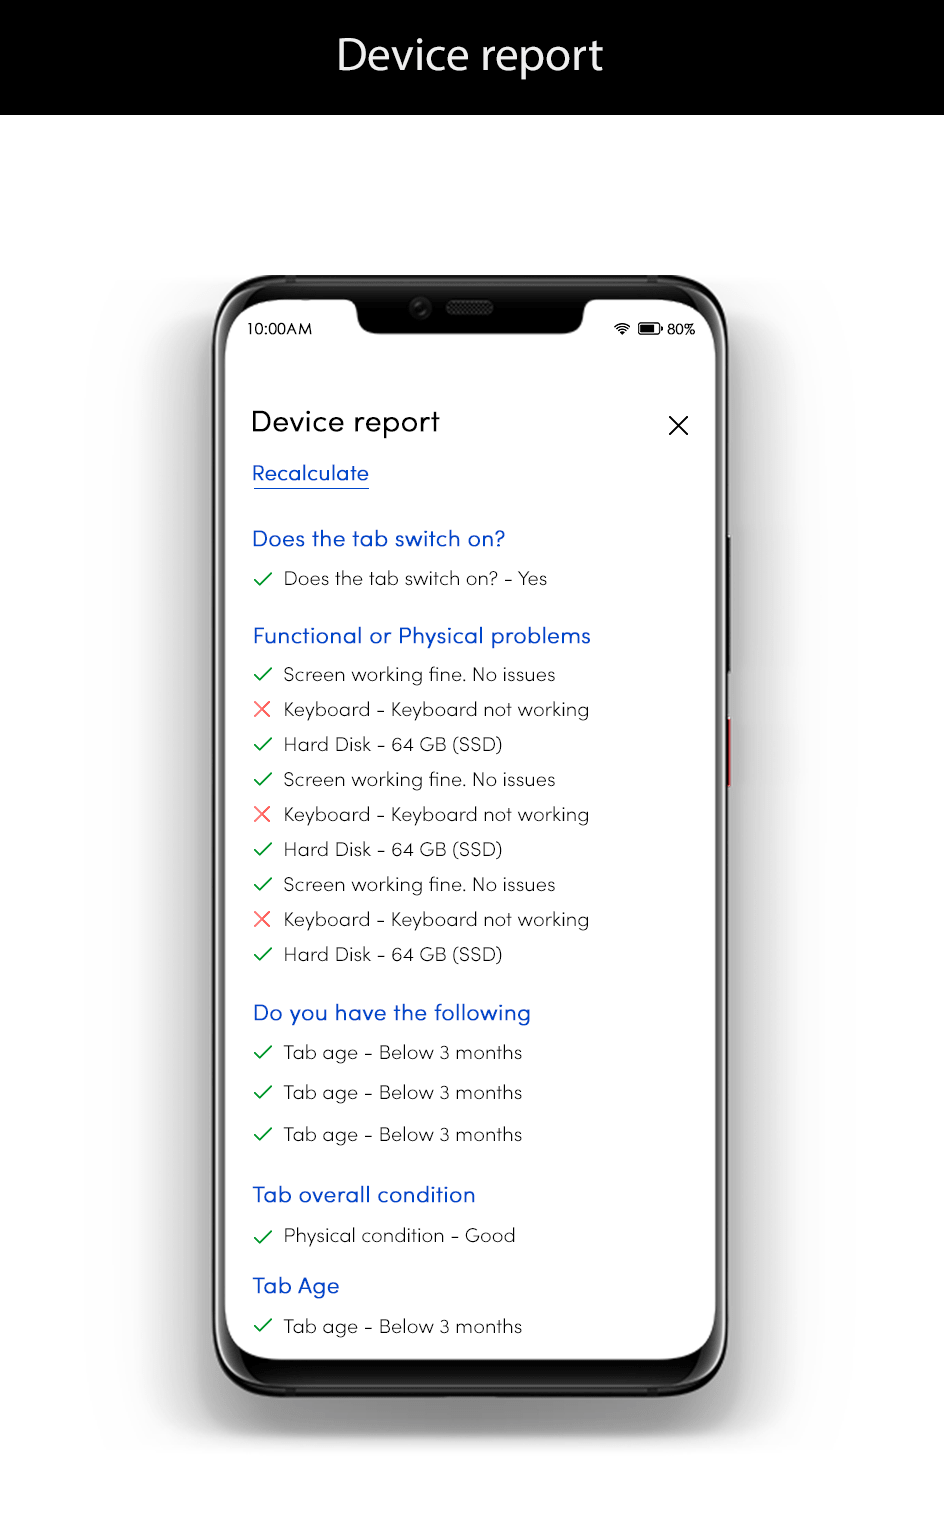 Device report
10:00AM 80%
Device report
Recalculate
Does the tab switch on?
Does the tab switch on? - Yes
Functional or Physical problems
Screen working fine. No issues
Keyboard - Keyboard not working
Hard Disk - 64 GB (SSD)
Screen working fine. No issues
Keyboard - Keyboard not working
Hard Disk - 64 GB (SSD)
Screen working fine. No issues
Keyboard - Keyboard not working
Hard Disk - 64 GB (SSD)
Do you have the following
Tab age - Below 3 months
Tab age - Below 3 months
Tab age - Below 3 months
Tab overall condition
Physical condition - Good
Tab Age
Tab age - Below 3 months